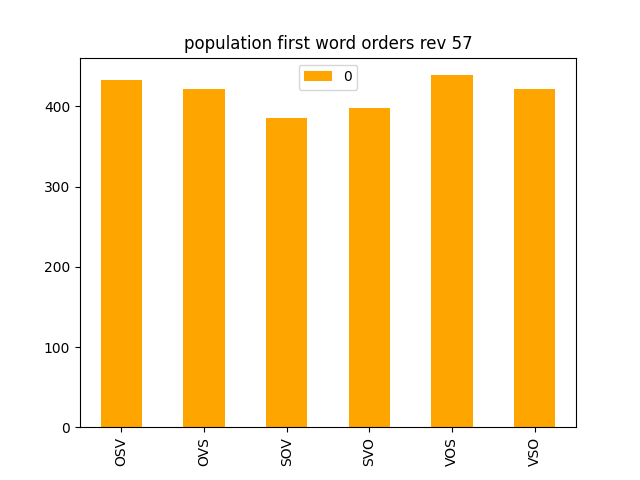 population first word orders rev 57
0
400
300
200
100
0
OSV
OVS
SOV
SVO
VOS
VSO